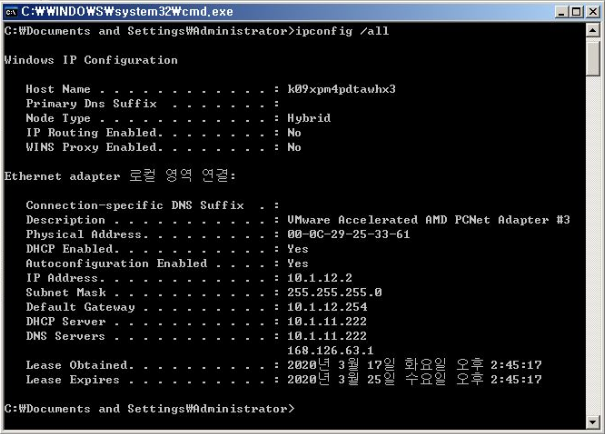 C:₩WINDOWS₩system32₩cmd.exe
C:₩Documents and Settings₩Administrator>ipconfig /all
Windows IP Configuration
Host Name . . . . . . . . . . . . : k09xpm4pdtawhx3
Primary Dns Suffix  . . . . . . . :
Node Type . . . . . . . . . . . . : Hybrid
IP Routing Enabled. . . . . . . . : No
WINS Proxy Enabled. . . . . . . . : No
Ethernet adapter 로컬 영역 연결:
Connection-specific DNS Suffix  . :
Description . . . . . . . . . . . : VMware Accelerated AMD PCNet Adapter #3
Physical Address. . . . . . . . . : 00-0C-29-25-33-61
DHCP Enabled. . . . . . . . . . . : Yes
Autoconfiguration Enabled . . . . : Yes
IP Address. . . . . . . . . . . . : 10.1.12.2
Subnet Mask . . . . . . . . . . . : 255.255.255.0
Default Gateway . . . . . . . . . : 10.1.12.254
DHCP Server . . . . . . . . . . . : 10.1.11.222
DNS Servers . . . . . . . . . . . : 10.1.11.222
168.126.63.1
Lease Obtained. . . . . . . . . . : 2020년 3월 17일 화요일 오후 2:45:17
Lease Expires . . . . . . . . . . : 2020년 3월 25일 수요일 오후 2:45:17
C:₩Documents and Settings₩Administrator>